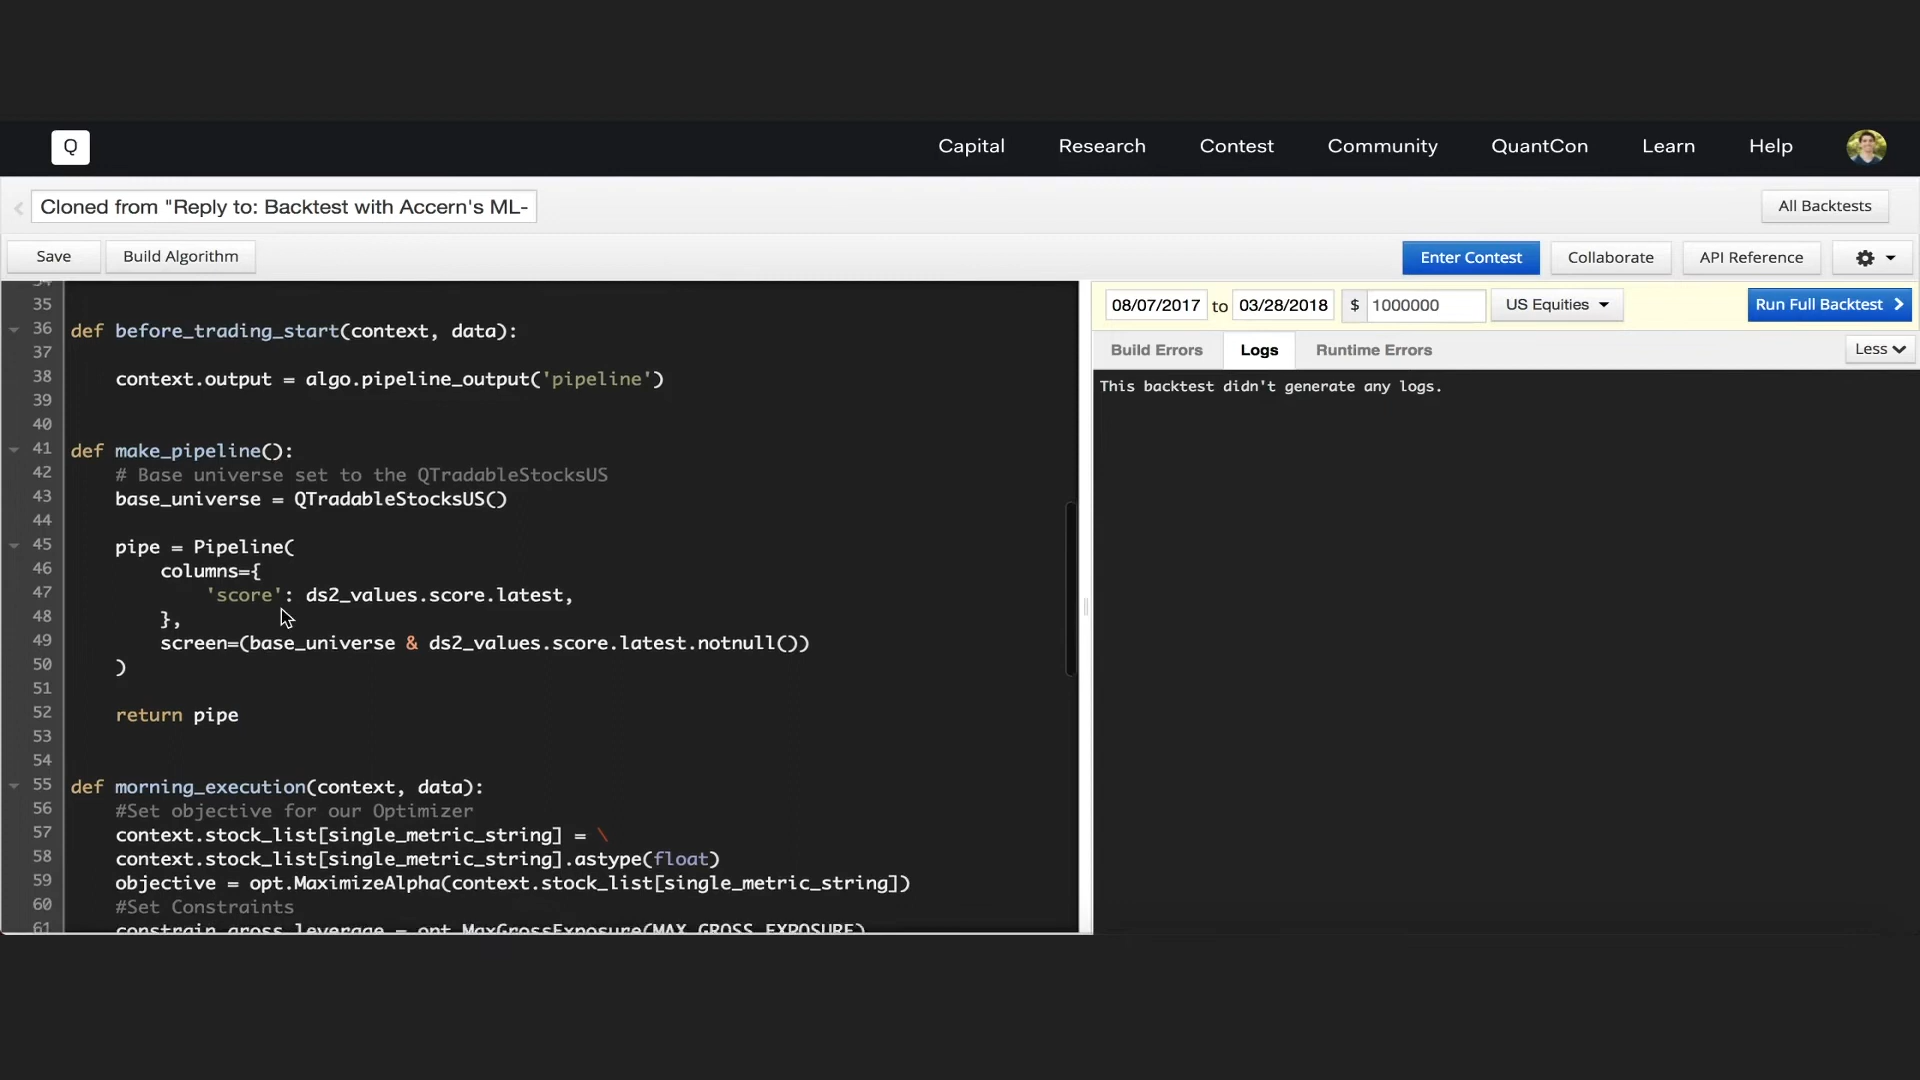 Q
Capital Research Contest Community QuantCon Learn Help
Cloned from "Reply to: Backtest with Accern's ML-
All Backtests
Save Build Algorithm
Enter Contest Collaborate API Reference
08/07/2017 to 03/28/2018 $ 1000000 US Equities Run Full Backtest
Build Errors Logs Runtime Errors Less
This backtest didn't generate any logs.
35
36 def before_trading_start(context, data):
37
38 context.output = algo.pipeline_output('pipeline')
39
40
41 def make_pipeline():
42 # Base universe set to the QTradableStocksUS
43 base_universe = QTradableStocksUS()
44
45 pipe = Pipeline(
46 columns={
47 'score': ds2_values.score.latest,
48 },
49 screen=(base_universe & ds2_values.score.latest.notnull())
50 )
51
52 return pipe
53
54
55 def morning_execution(context, data):
56 #Set objective for our Optimizer
57 context.stock_list[single_metric_string] = \
58 context.stock_list[single_metric_string].astype(float)
59 objective = opt.MaximizeAlpha(context.stock_list[single_metric_string])
60 #Set Constraints
61 constrain_gross_leverage = opt.MaxGrossExposure(MAX_GROSS_EXPOSURE)